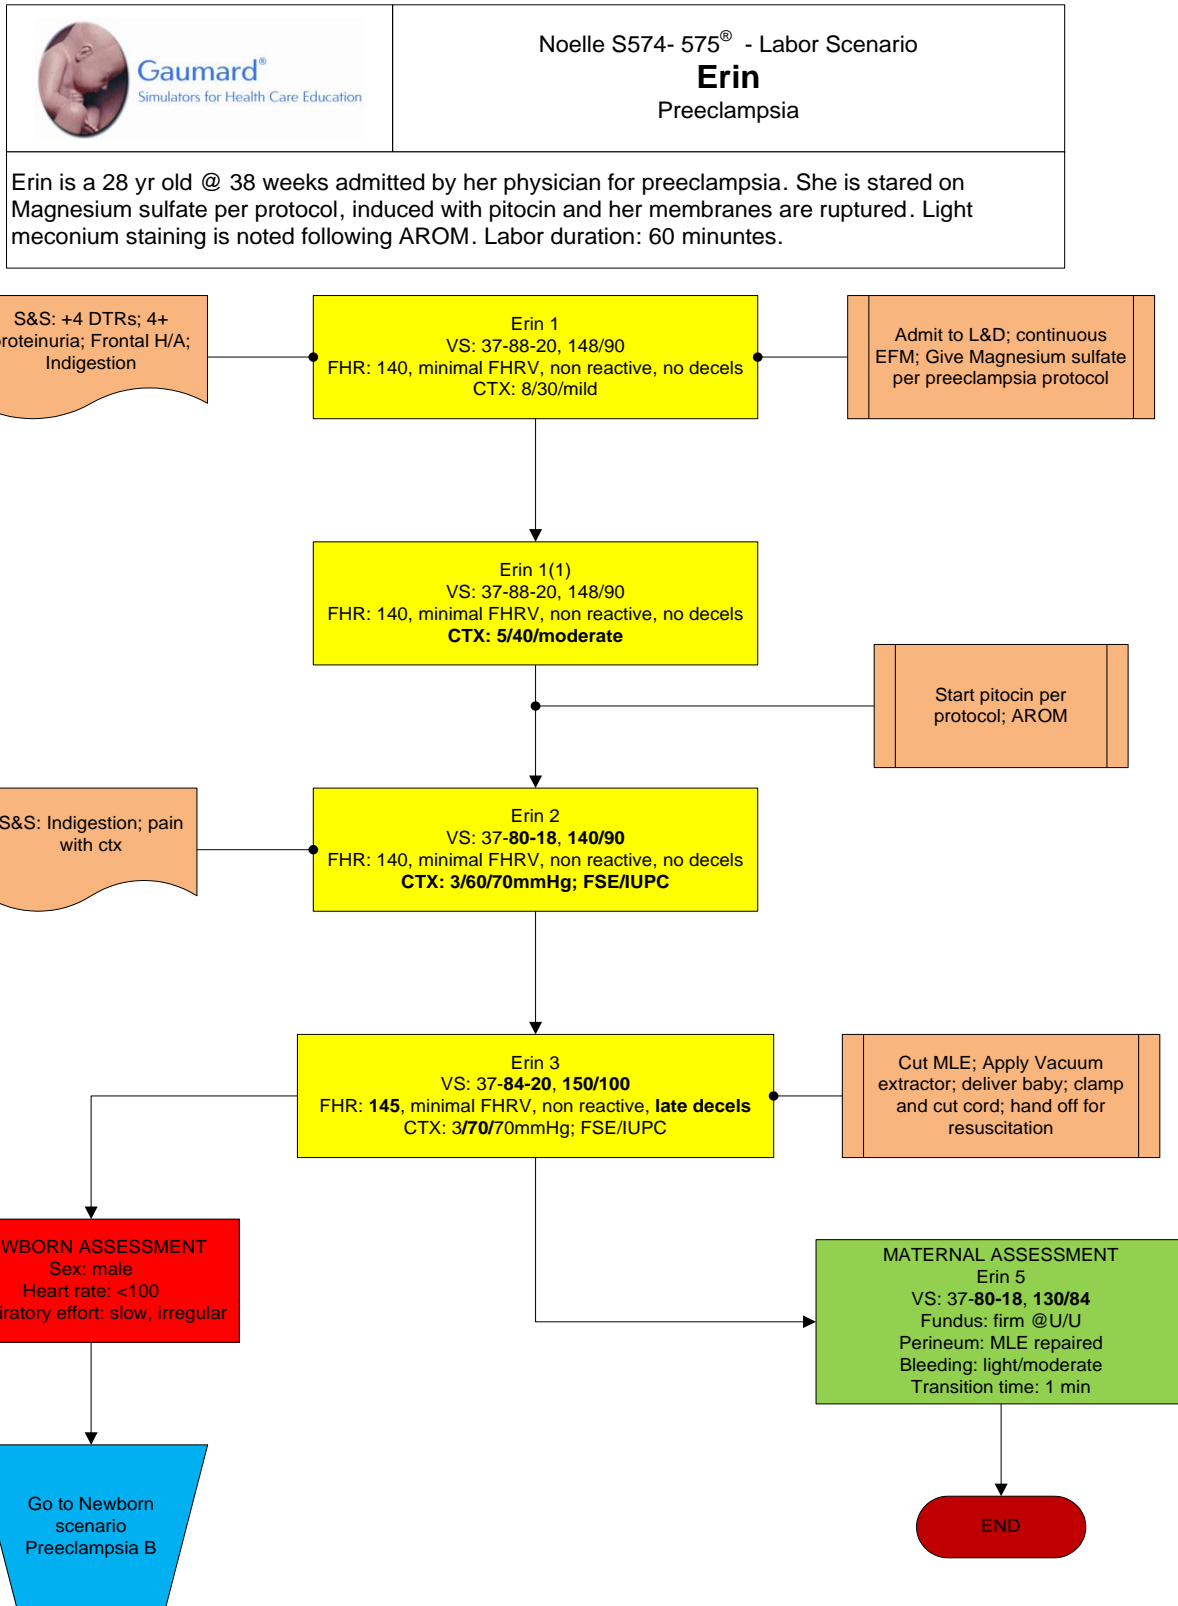 Gaumard®
Simulators for Health Care Education
Noelle S574- 575® - Labor Scenario
Erin
Preeclampsia
Erin is a 28 yr old @ 38 weeks admitted by her physician for preeclampsia. She is stared on
Magnesium sulfate per protocol, induced with pitocin and her membranes are ruptured. Light
meconium staining is noted following AROM. Labor duration: 60 minuntes.
S&S: +4 DTRs; 4+
proteinuria; Frontal H/A;
Indigestion
Erin 1
VS: 37-88-20, 148/90
FHR: 140, minimal FHRV, non reactive, no decels
CTX: 8/30/mild
Admit to L&D; continuous
EFM; Give Magnesium sulfate
per preeclampsia protocol
Erin 1(1)
VS: 37-88-20, 148/90
FHR: 140, minimal FHRV, non reactive, no decels
CTX: 5/40/moderate
Start pitocin per
protocol; AROM
S&S: Indigestion; pain
with ctx
Erin 2
VS: 37-80-18, 140/90
FHR: 140, minimal FHRV, non reactive, no decels
CTX: 3/60/70mmHg; FSE/IUPC
Erin 3
VS: 37-84-20, 150/100
FHR: 145, minimal FHRV, non reactive, late decels
CTX: 3/70/70mmHg; FSE/IUPC
Cut MLE; Apply Vacuum
extractor; deliver baby; clamp
and cut cord; hand off for
resuscitation
WBORN ASSESSMENT
Sex: male
Heart rate: <100
iratory effort: slow, irregular
MATERNAL ASSESSMENT
Erin 5
VS: 37-80-18, 130/84
Fundus: firm @U/U
Perineum: MLE repaired
Bleeding: light/moderate
Transition time: 1 min
Go to Newborn
scenario
Preeclampsia B
END